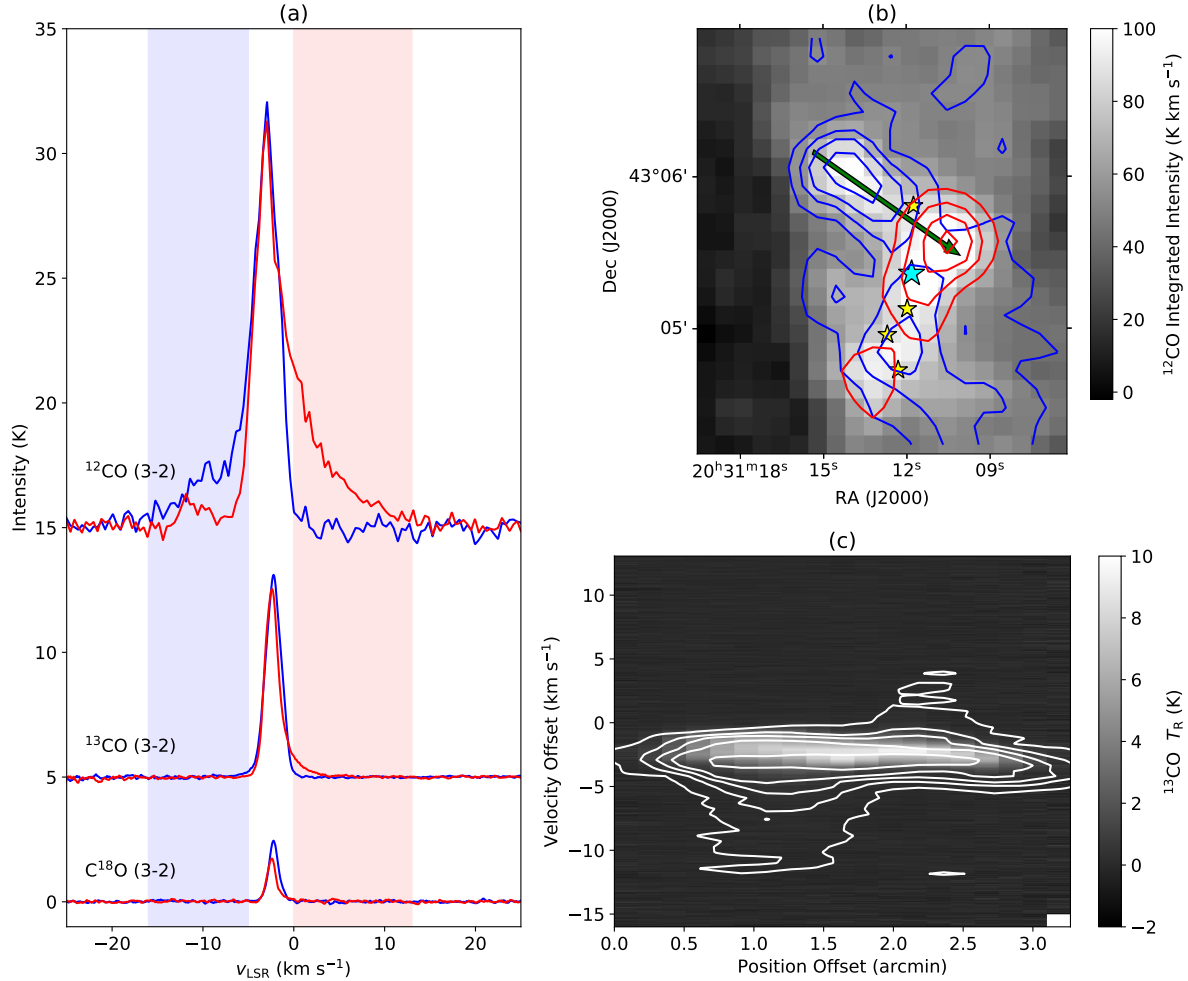 (a)
35
30
25
20
15
10
5
0
Intensity (K)
¹²CO (3-2)
¹³CO (3-2)
C¹⁸O (3-2)
−20
−10
0
10
20
v_LSR (km s⁻¹)
(b)
43°06'
05'
Dec (J2000)
20ʰ31ᵐ18ˢ
15ˢ
12ˢ
09ˢ
RA (J2000)
100
80
60
40
20
0
¹²CO Integrated Intensity (K km s⁻¹)
(c)
10
5
0
−5
−10
−15
Velocity Offset (km s⁻¹)
0.0
0.5
1.0
1.5
2.0
2.5
3.0
Position Offset (arcmin)
10
8
6
4
2
0
−2
¹³CO T_R (K)